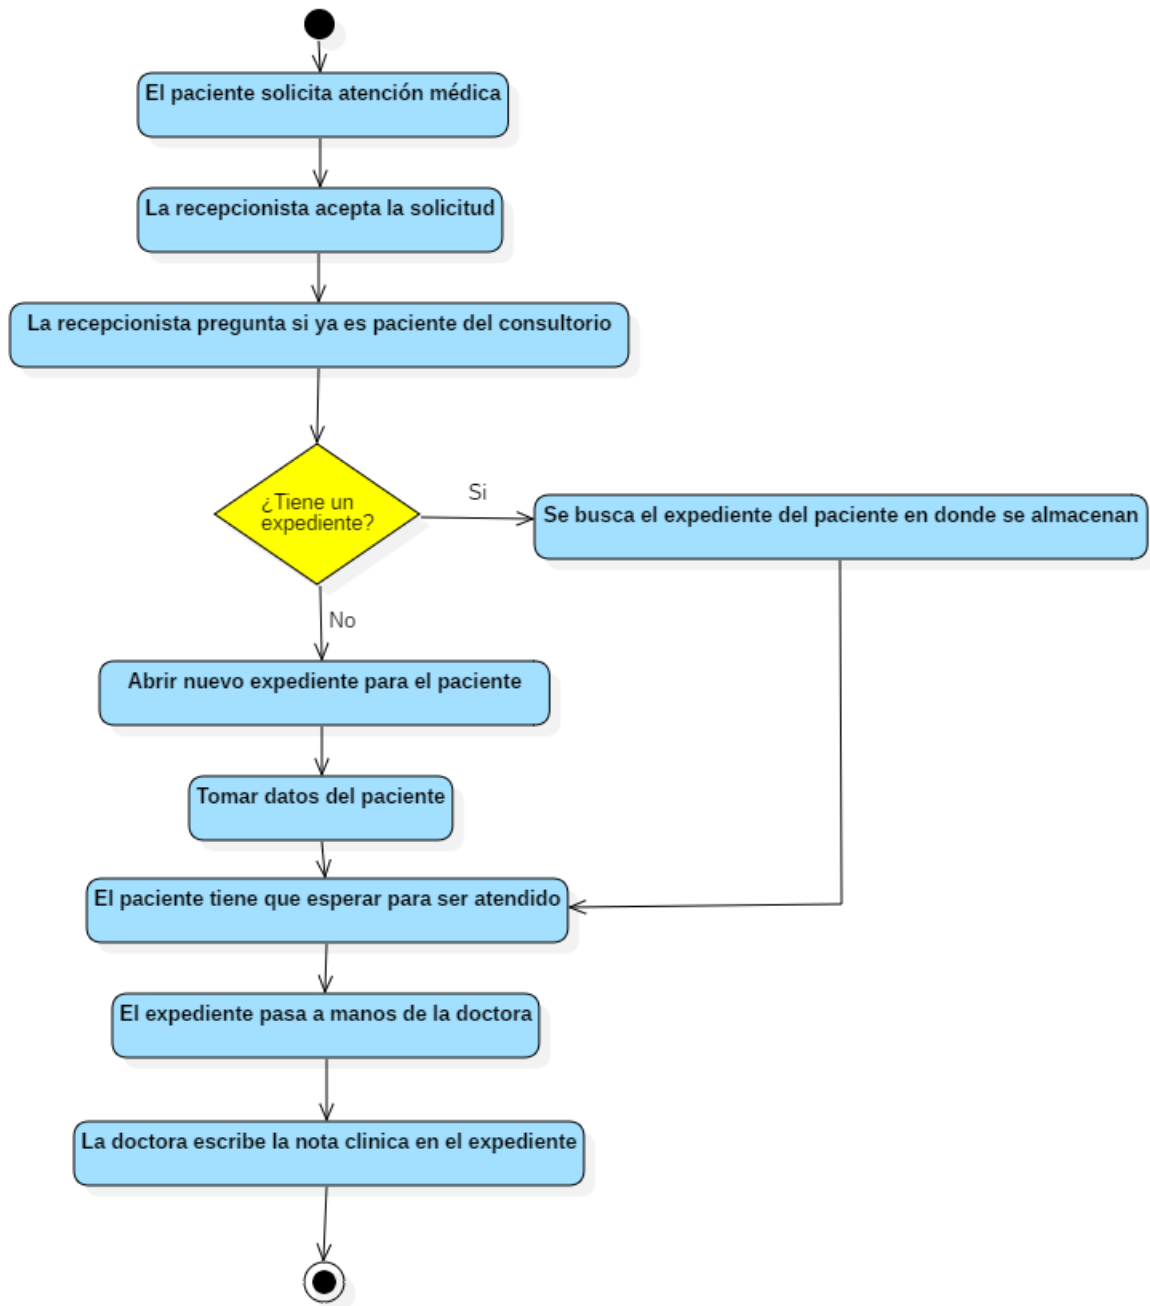 El paciente solicita atención médica
La recepcionista acepta la solicitud
La recepcionista pregunta si ya es paciente del consultorio
¿Tiene un
expediente?
Si
Se busca el expediente del paciente en donde se almacenan
No
Abrir nuevo expediente para el paciente
Tomar datos del paciente
El paciente tiene que esperar para ser atendido
El expediente pasa a manos de la doctora
La doctora escribe la nota clinica en el expediente